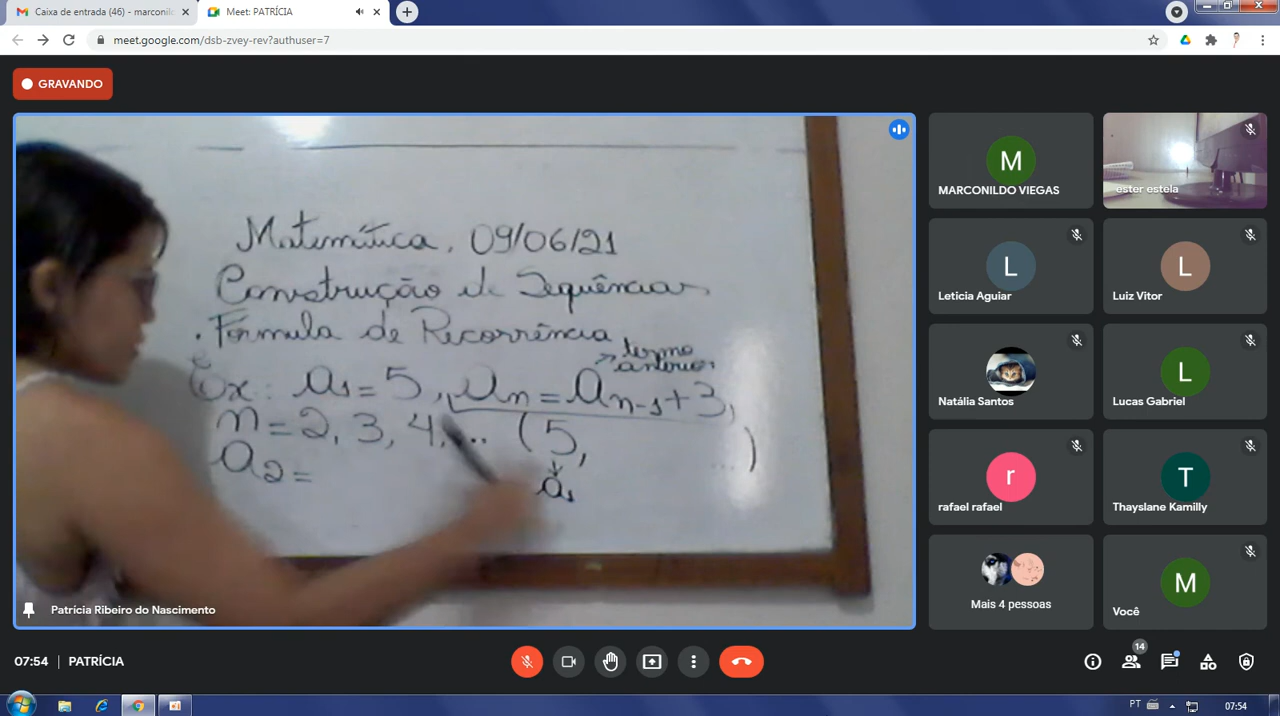 Caixa de entrada (46) - marconil
Meet: PATRÍCIA
meet.google.com/dsb-zvey-rev?authuser=7
GRAVANDO
Matemática, 09/06/21
Construção de Sequências
. Fórmula de Recorrência
termo
anterior
Ex: a₁ = 5, aₙ = aₙ₋₁ + 3,
n = 2, 3, 4, ... (5, ...)
a₂ =
a₁
Patrícia Ribeiro do Nascimento
MARCONILDO VIEGAS
ester estela
L
Leticia Aguiar
L
Luiz Vitor
Natália Santos
L
Lucas Gabriel
r
rafael rafael
T
Thayslane Kamilly
Mais 4 pessoas
M
Você
M
07:54 | PATRÍCIA
14
PT
07:54